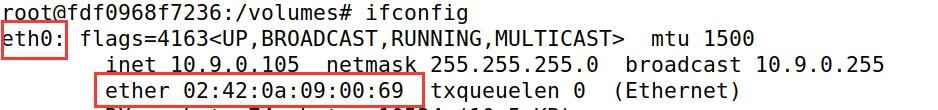 root@fdf0968f7236:/volumes# ifconfig
eth0: flags=4163<UP,BROADCAST,RUNNING,MULTICAST> mtu 1500
inet 10.9.0.105 netmask 255.255.255.0 broadcast 10.9.0.255
ether 02:42:0a:09:00:69 txqueuelen 0 (Ethernet)